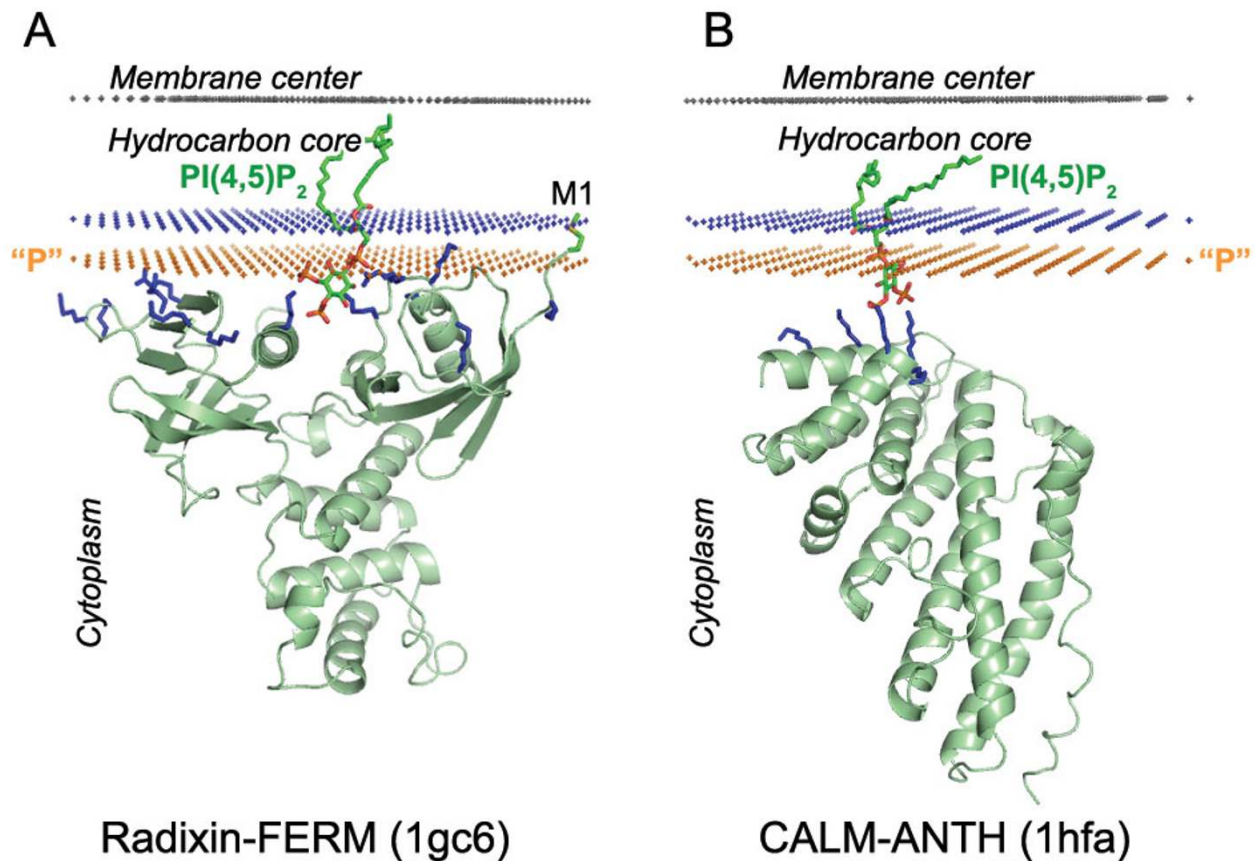 A
Membrane center
Hydrocarbon core
PI(4,5)P₂
M1
“P”
Cytoplasm
Radixin-FERM (1gc6)
B
Membrane center
Hydrocarbon core
PI(4,5)P₂
“P”
Cytoplasm
CALM-ANTH (1hfa)